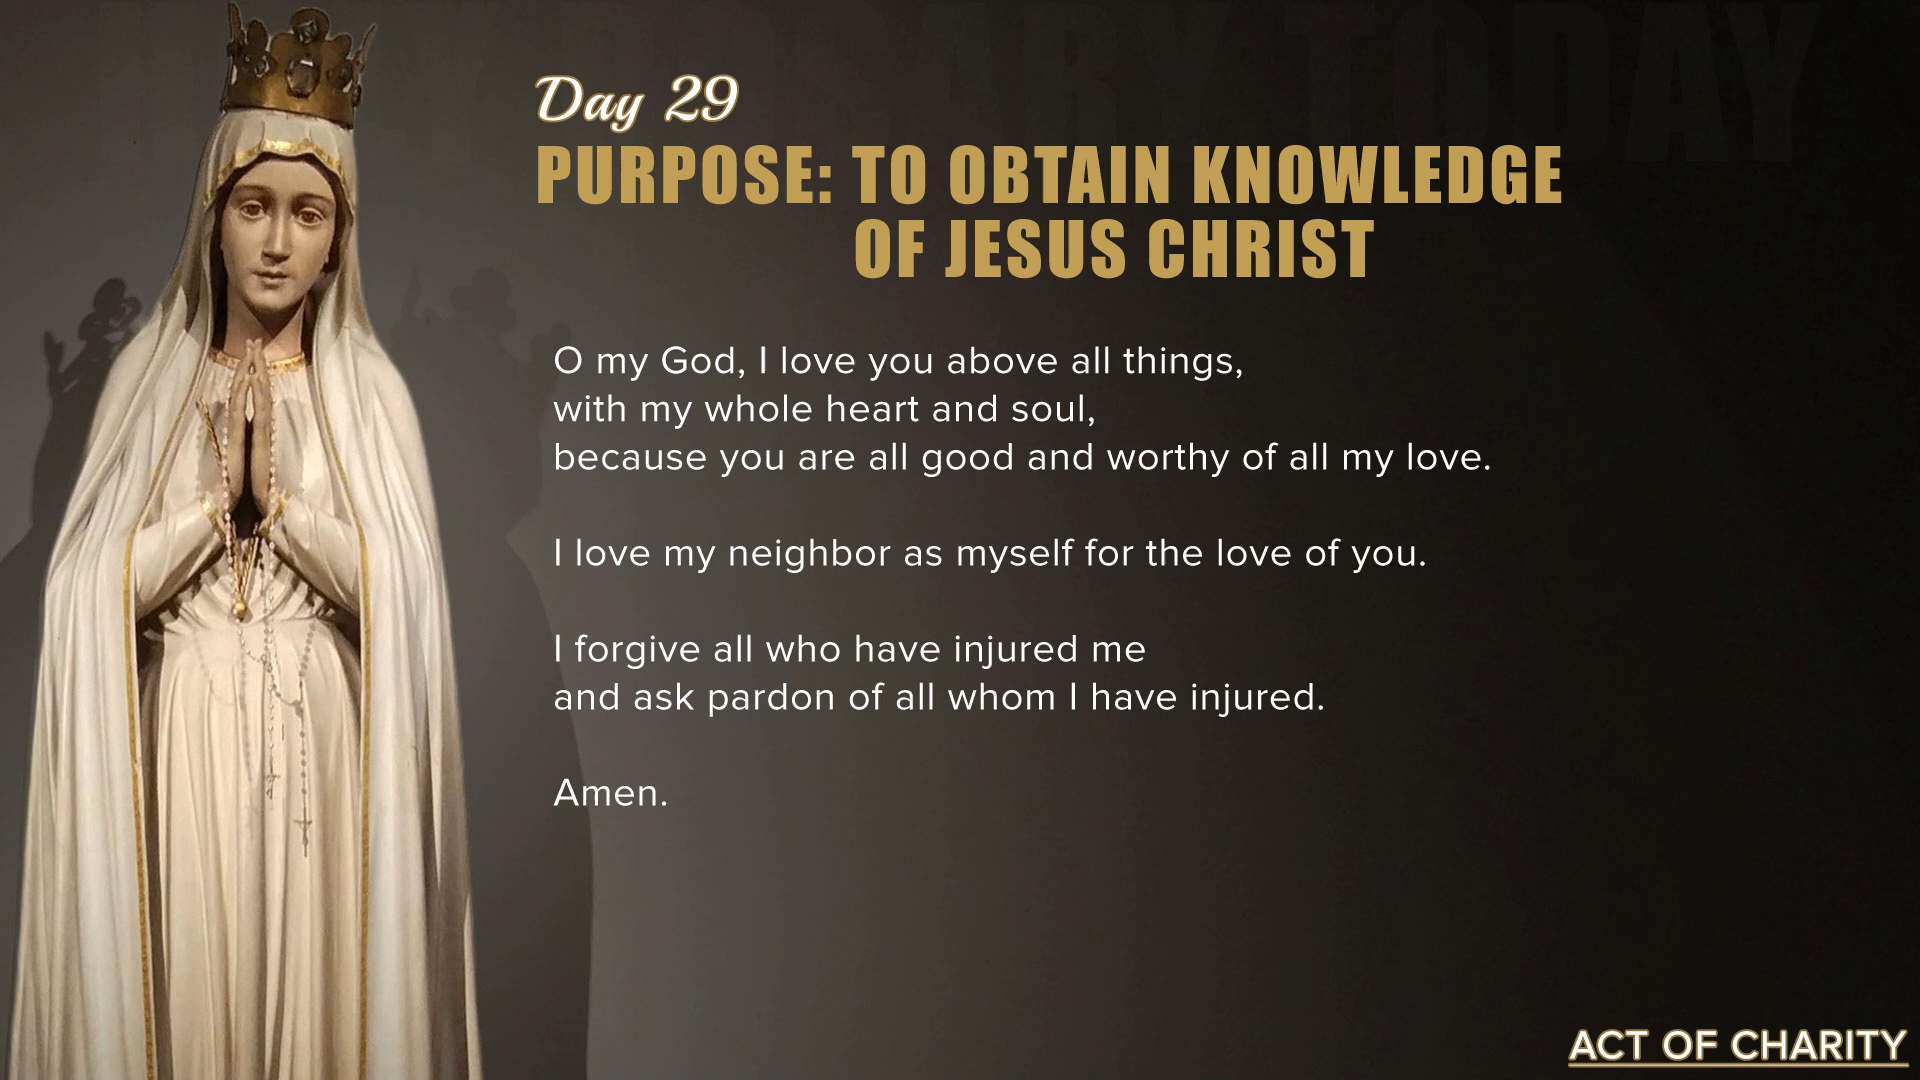 HOLY ROSARY TODAY
Day 29
PURPOSE: TO OBTAIN KNOWLEDGE
OF JESUS CHRIST
O my God, I love you above all things,
with my whole heart and soul,
because you are all good and worthy of all my love.
I love my neighbor as myself for the love of you.
I forgive all who have injured me
and ask pardon of all whom I have injured.
Amen.
ACT OF CHARITY